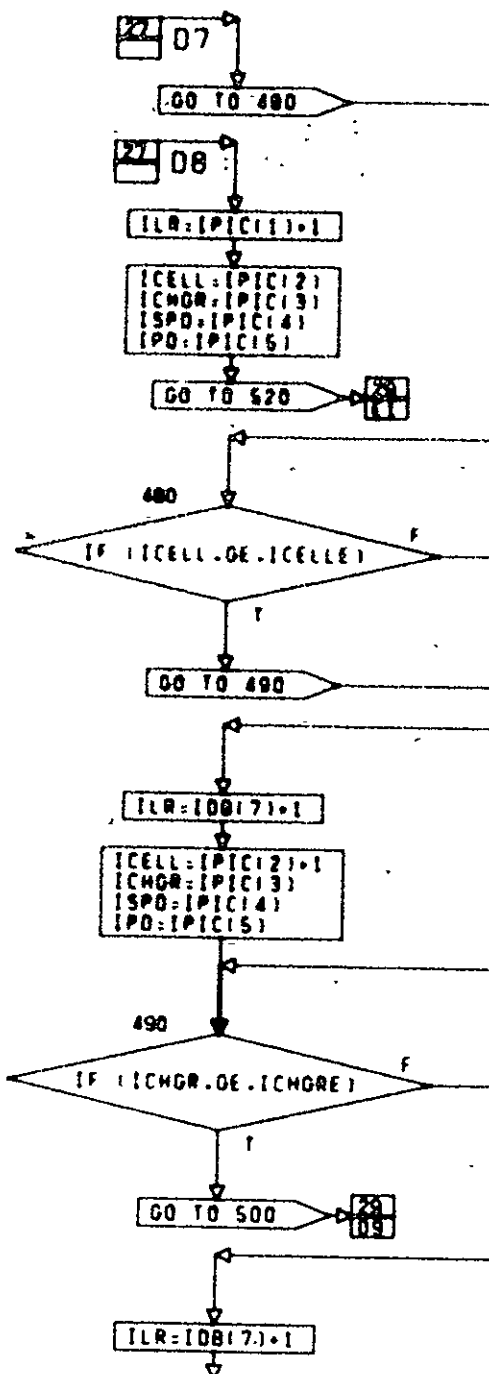 27 D7
GO TO 480
27 D8
ILR=IPIC(1)+1
ICELL=IPIC(2)
ICHGR=IPIC(3)
ISPD=IPIC(4)
IPD=IPIC(5)
GO TO 520
480
IF (ICELL.GE.ICELLE)
F
T
GO TO 490
ILR=IDB(7)+1
ICELL=IPIC(2)+1
ICHGR=IPIC(3)
ISPD=IPIC(4)
IPD=IPIC(5)
490
IF (ICHGR.GE.ICHGRE)
F
T
GO TO 500
29
D9
ILR=IDB(7)+1